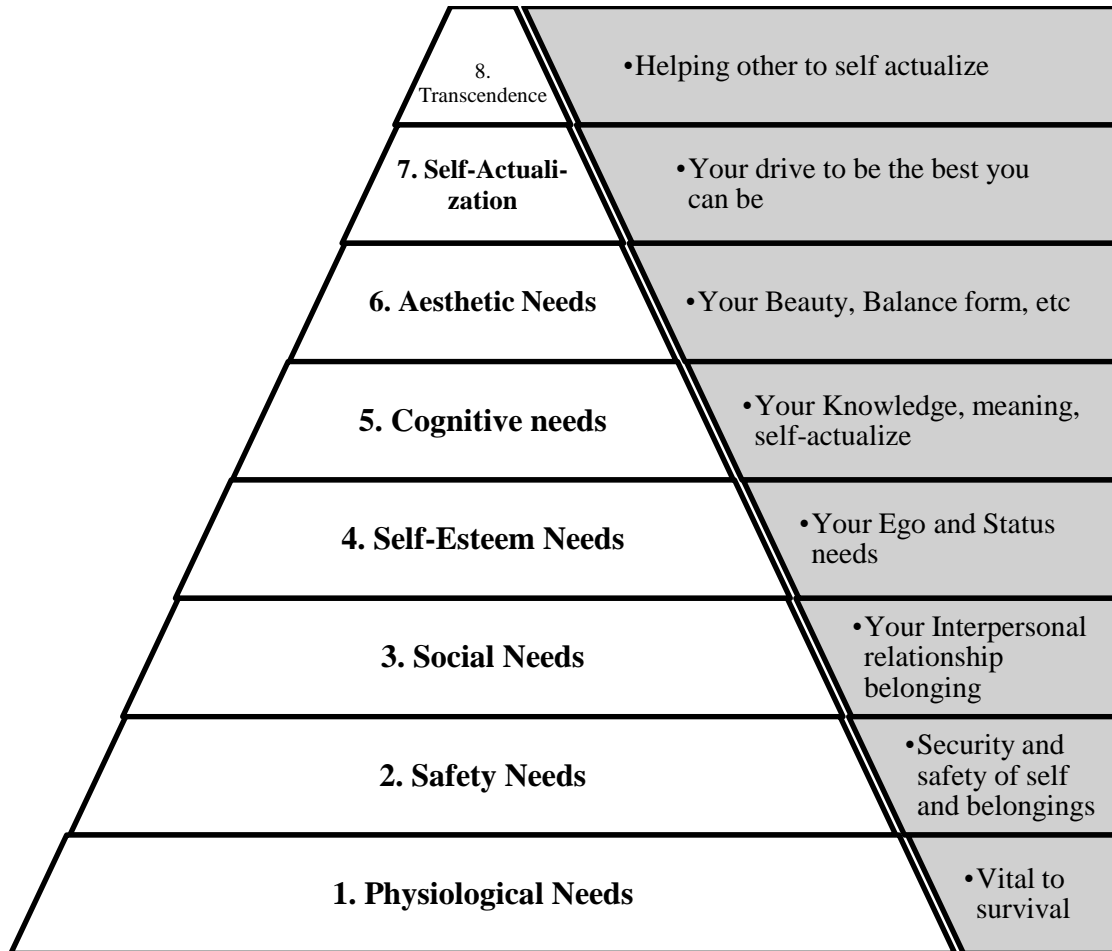 8.
Transcendence
•Helping other to self actualize
7. Self-Actuali-
zation
•Your drive to be the best you
can be
6. Aesthetic Needs
•Your Beauty, Balance form, etc
5. Cognitive needs
•Your Knowledge, meaning,
self-actualize
4. Self-Esteem Needs
•Your Ego and Status
needs
3. Social Needs
•Your Interpersonal
relationship
belonging
2. Safety Needs
•Security and
safety of self
and belongings
1. Physiological Needs
•Vital to
survival